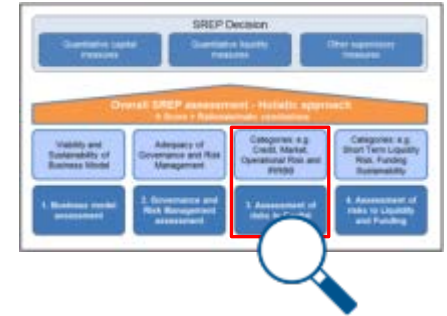 SREP Decision
Quantitative capital
measures
Quantitative liquidity
measures
Other supervisory
measures
Overall SREP assessment - Holistic approach
Viability and
Sustainability of
Business Model
Adequacy of
Governance and Risk
Management
Categories: e.g.
Credit, Market,
Operational Risk and
IRRBB
Categories: e.g.
Short Term Liquidity
Risk, Funding
Sustainability
1. Business model
assessment
2. Governance and
Risk Management
assessment
3. Assessment of
risks to Capital
4. Assessment of
risks to Liquidity
and Funding